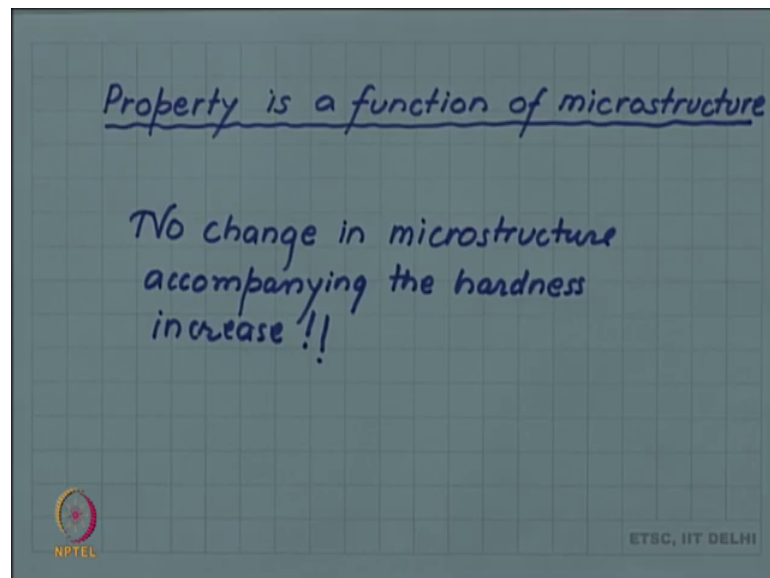 Property is a function of microstructure
No change in microstructure
accompanying the hardness
increase !!
NPTEL
ETSC, IIT DELHI